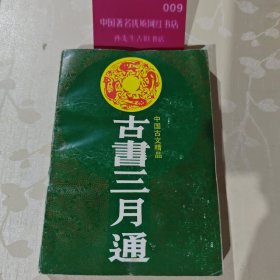 009
中国著名优质网红书店
孙先生古旧书店
中国古文精品
古書三月通